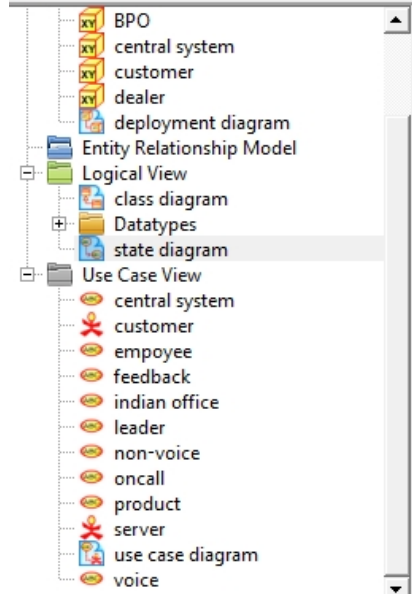 BPO
central system
customer
dealer
deployment diagram
Entity Relationship Model
Logical View
class diagram
Datatypes
state diagram
Use Case View
central system
customer
empoyee
feedback
indian office
leader
non-voice
oncall
product
server
use case diagram
voice